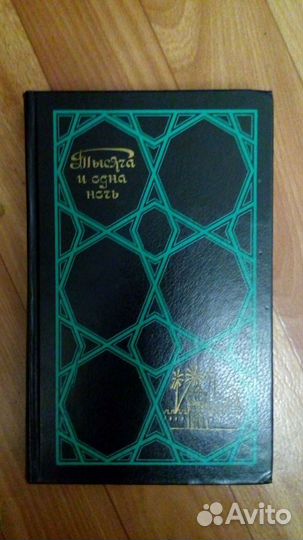 Тысяча
и одна
ночь
Avito